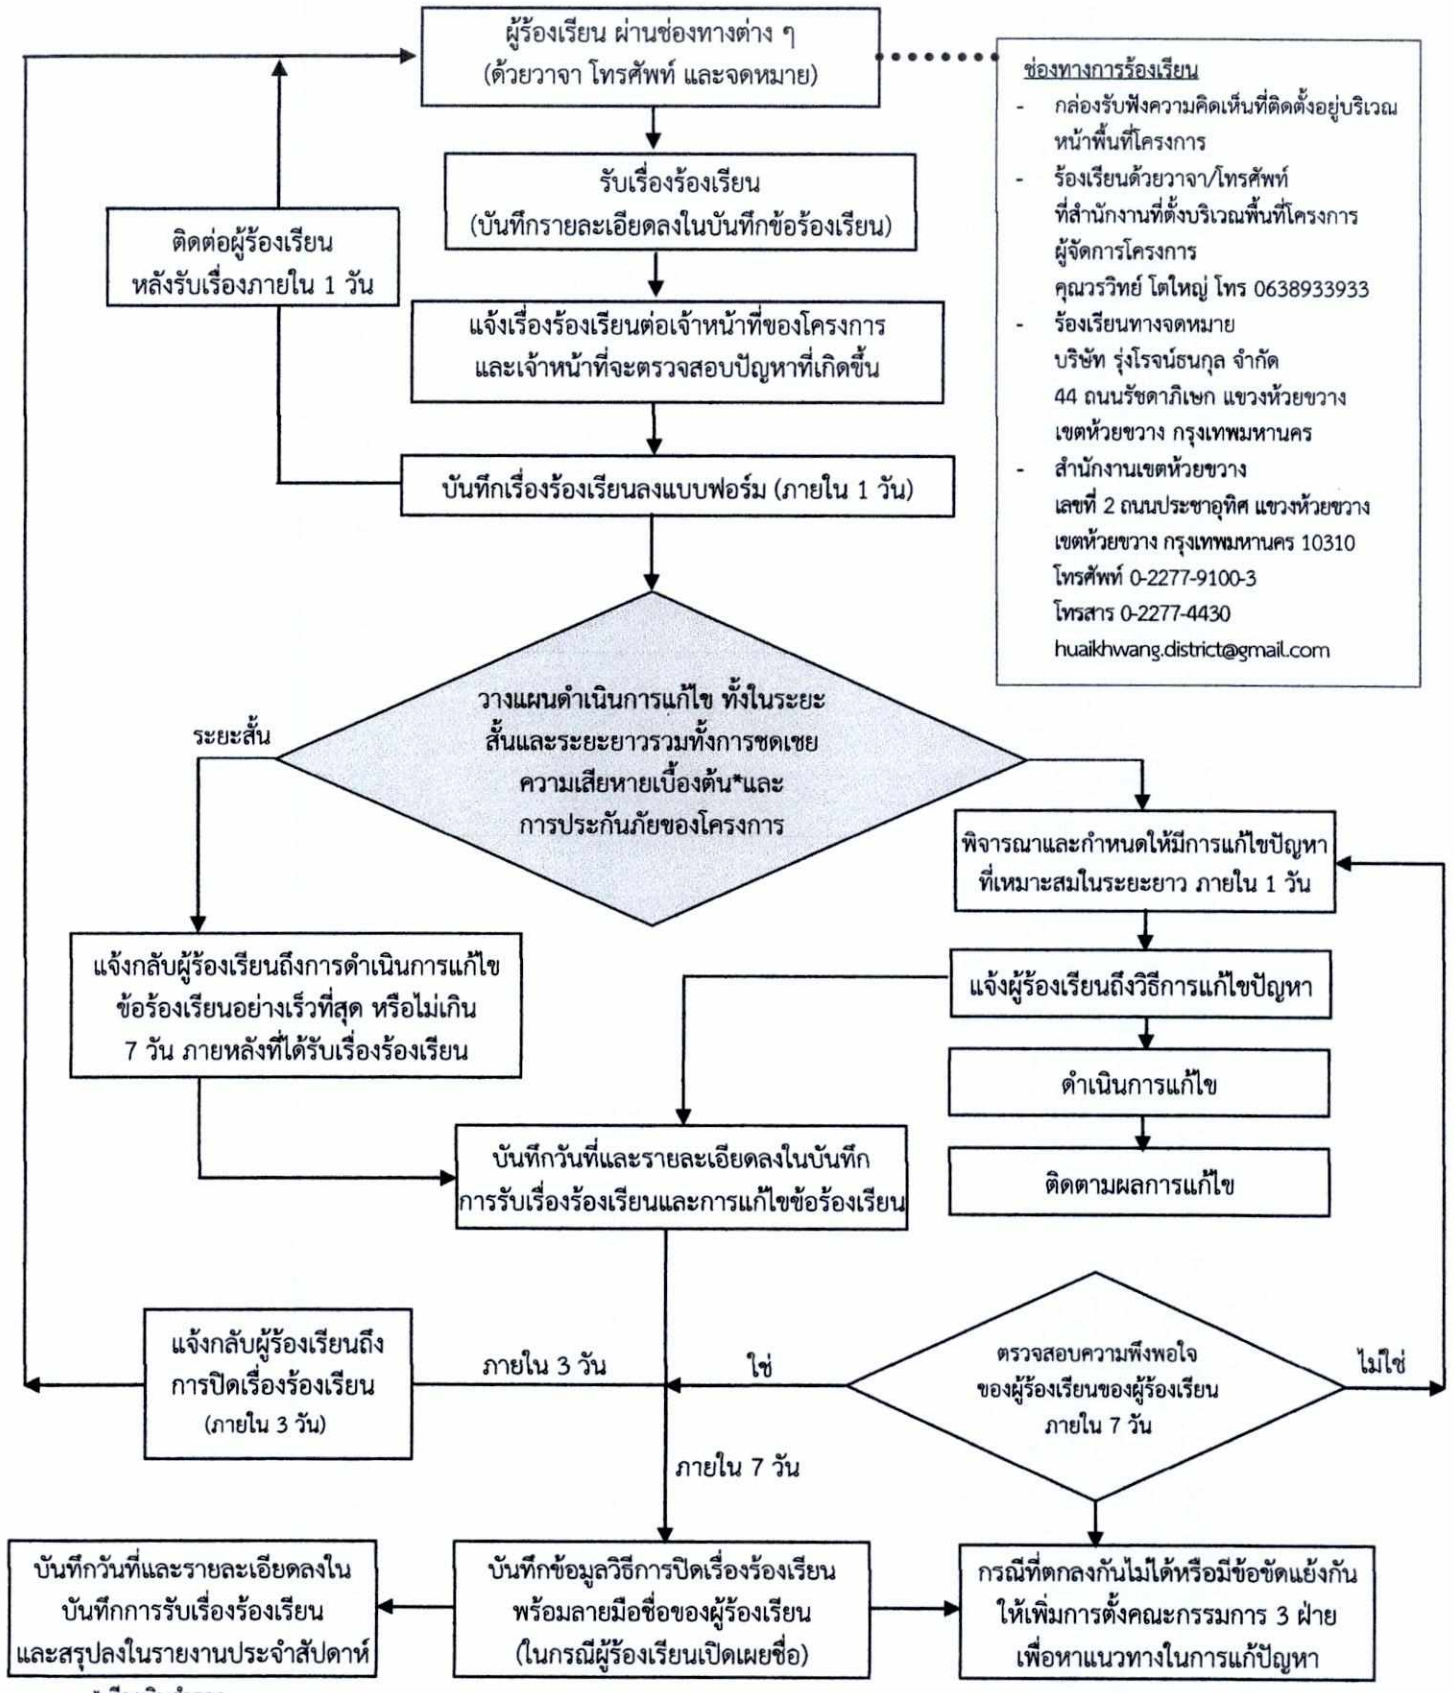 ผู้ร้องเรียน ผ่านช่องทางต่าง ๆ
(ด้วยวาจา โทรศัพท์ และจดหมาย)
ช่องทางการร้องเรียน
- กล่องรับฟังความคิดเห็นที่ติดตั้งอยู่บริเวณ
หน้าพื้นที่โครงการ
- ร้องเรียนด้วยวาจา/โทรศัพท์
ที่สำนักงานที่ตั้งบริเวณพื้นที่โครงการ
ผู้จัดการโครงการ
คุณวรวิทย์ โตใหญ่ โทร 0638933933
- ร้องเรียนทางจดหมาย
บริษัท รุ่งโรจน์ธนกุล จำกัด
44 ถนนรัชดาภิเษก แขวงห้วยขวาง
เขตห้วยขวาง กรุงเทพมหานคร
- สำนักงานเขตห้วยขวาง
เลขที่ 2 ถนนประชาอุทิศ แขวงห้วยขวาง
เขตห้วยขวาง กรุงเทพมหานคร 10310
โทรศัพท์ 0-2277-9100-3
โทรสาร 0-2277-4430
huaikhwang.district@gmail.com
รับเรื่องร้องเรียน
(บันทึกรายละเอียดลงในบันทึกข้อร้องเรียน)
ติดต่อผู้ร้องเรียน
หลังรับเรื่องภายใน 1 วัน
แจ้งเรื่องร้องเรียนต่อเจ้าหน้าที่ของโครงการ
และเจ้าหน้าที่จะตรวจสอบปัญหาที่เกิดขึ้น
บันทึกเรื่องร้องเรียนลงแบบฟอร์ม (ภายใน 1 วัน)
วางแผนดำเนินการแก้ไข ทั้งในระยะ
สั้นและระยะยาวรวมทั้งการชดเชย
ความเสียหายเบื้องต้น*และ
การประกันภัยของโครงการ
ระยะสั้น
พิจารณาและกำหนดให้มีการแก้ไขปัญหา
ที่เหมาะสมในระยะยาว ภายใน 1 วัน
แจ้งกลับผู้ร้องเรียนถึงการดำเนินการแก้ไข
ข้อร้องเรียนอย่างเร็วที่สุด หรือไม่เกิน
7 วัน ภายหลังที่ได้รับเรื่องร้องเรียน
แจ้งผู้ร้องเรียนถึงวิธีการแก้ไขปัญหา
ดำเนินการแก้ไข
ติดตามผลการแก้ไข
บันทึกวันที่และรายละเอียดลงในบันทึก
การรับเรื่องร้องเรียนและการแก้ไขข้อร้องเรียน
แจ้งกลับผู้ร้องเรียนถึง
การปิดเรื่องร้องเรียน
(ภายใน 3 วัน)
ภายใน 3 วัน
ใช่
ตรวจสอบความพึงพอใจ
ของผู้ร้องเรียนของผู้ร้องเรียน
ภายใน 7 วัน
ไม่ใช่
ภายใน 7 วัน
บันทึกวันที่และรายละเอียดลงใน
บันทึกการรับเรื่องร้องเรียน
และสรุปลงในรายงานประจำสัปดาห์
บันทึกข้อมูลวิธีการปิดเรื่องร้องเรียน
พร้อมลายมือชื่อของผู้ร้องเรียน
(ในกรณีผู้ร้องเรียนเปิดเผยชื่อ)
กรณีที่ตกลงกันไม่ได้หรือมีข้อขัดแย้งกัน
ให้เพิ่มการตั้งคณะกรรมการ 3 ฝ่าย
เพื่อหาแนวทางในการแก้ปัญหา